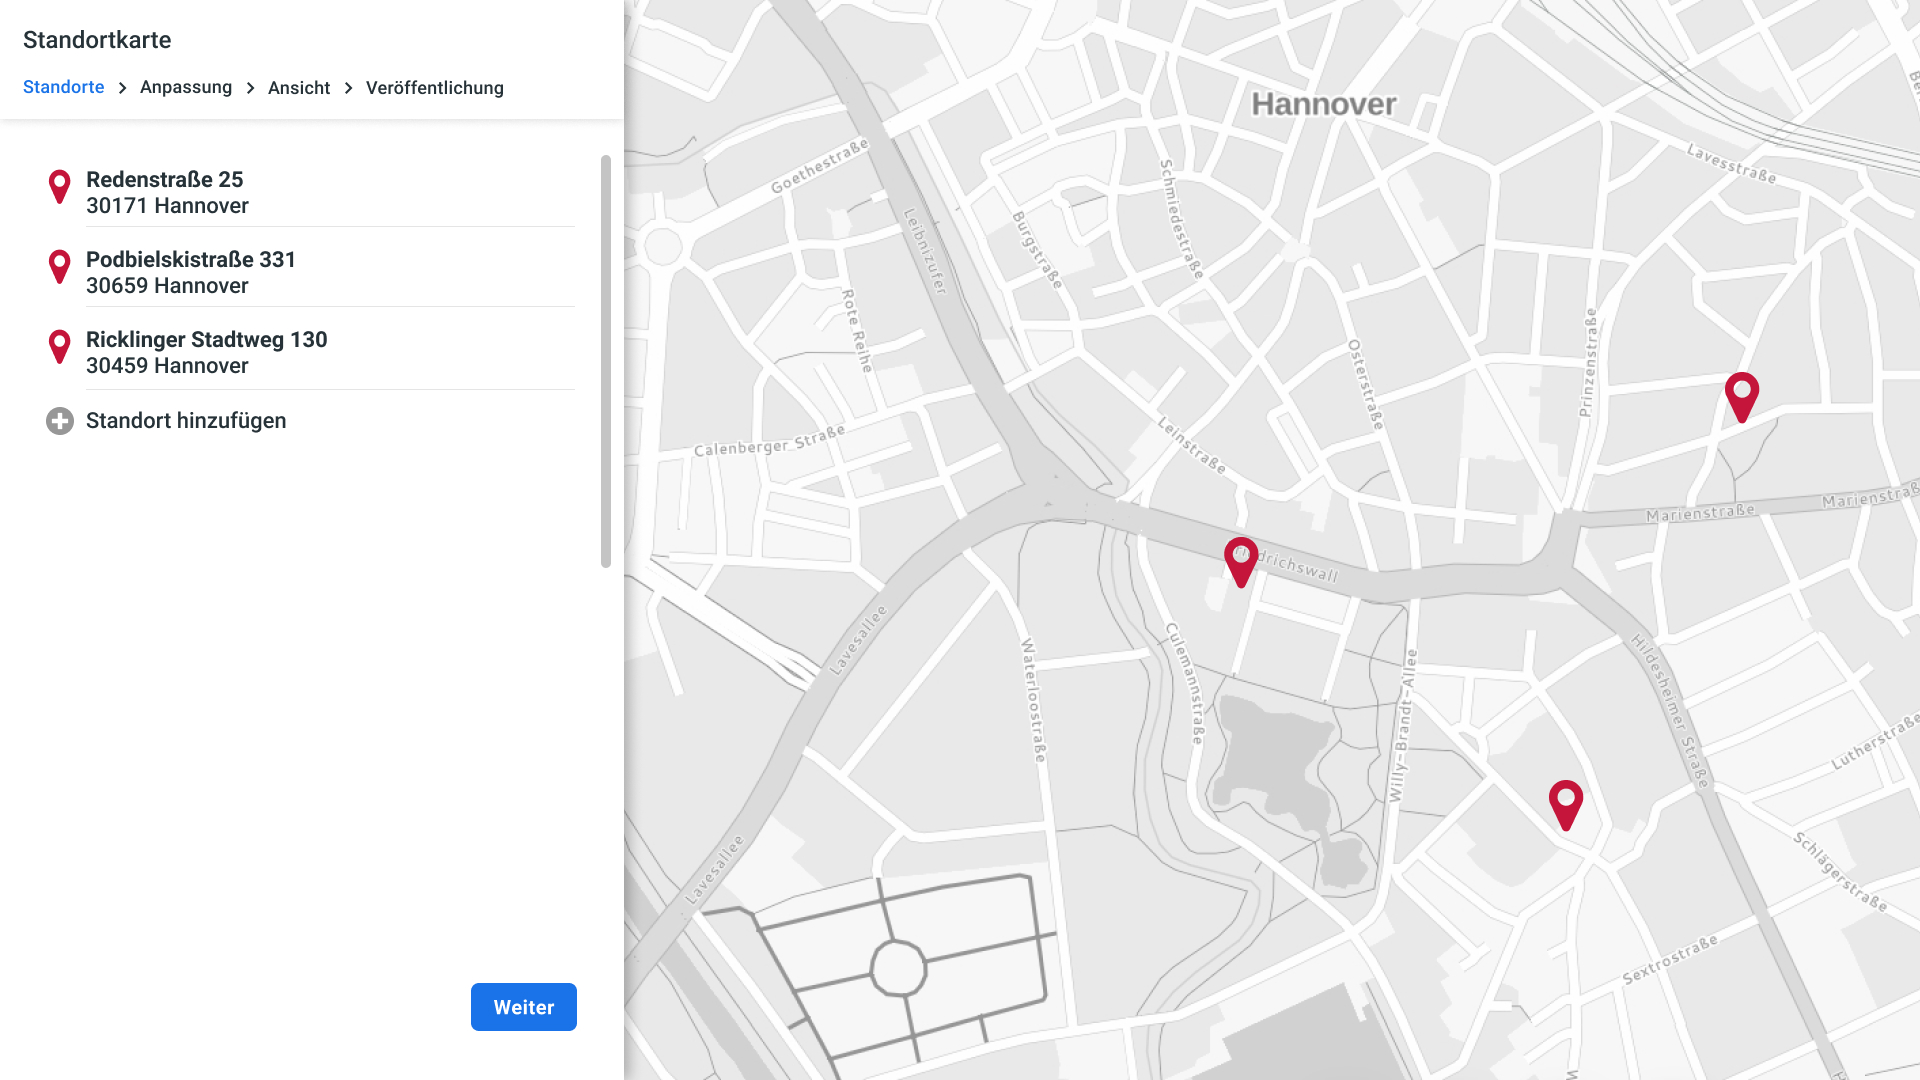 Standortkarte
Standorte > Anpassung > Ansicht > Veröffentlichung
Redenstraße 25
30171 Hannover
Podbielskistraße 331
30659 Hannover
Ricklinger Stadtweg 130
30459 Hannover
Standort hinzufügen
Weiter
Hannover
Goethestraße
Leibnizufer
Burgstraße
Schmiedestraße
Lavesstraße
Rote Reihe
Osterstraße
Prinzenstraße
Calenberger Straße
Leinstraße
Marienstraße
Marienstraß
drichswall
Lavesallee
Culemannstraße
Waterloostraße
Willy-Brandt-Allee
Hildesheimer Straße
Lutherstraße
Lavesallee
Schlägerstraße
Sextrostraße